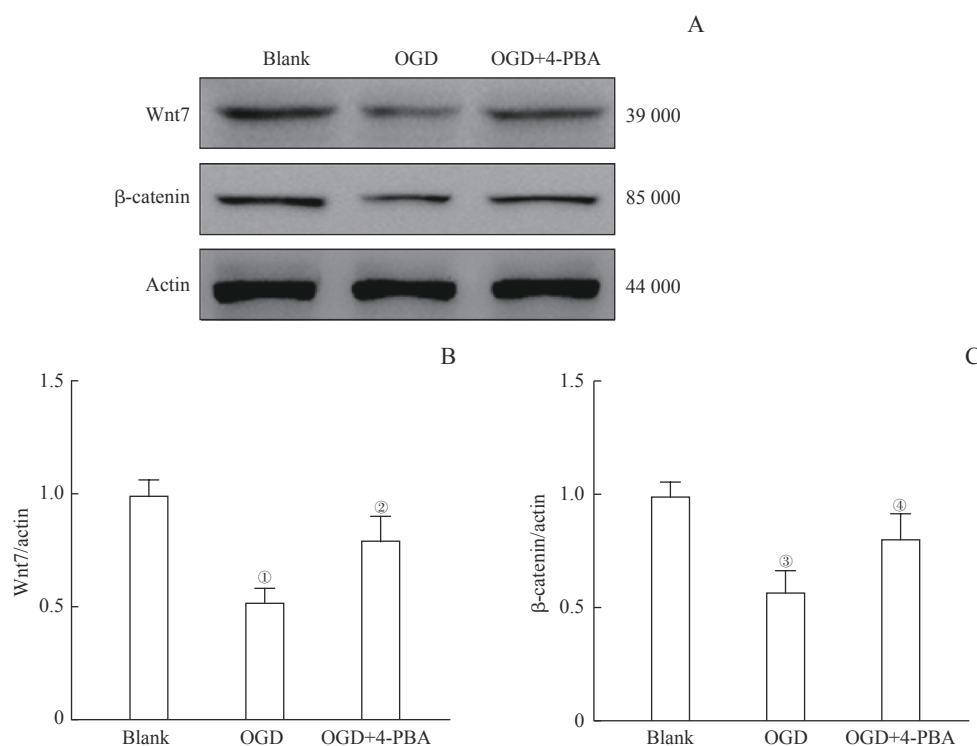 A
Blank OGD OGD+4-PBA
Wnt7 39 000
β-catenin 85 000
Actin 44 000
B
1.5
1.0
0.5
0
Wnt7/actin
①
②
Blank OGD OGD+4-PBA
C
1.5
1.0
0.5
0
β-catenin/actin
③
④
Blank OGD OGD+4-PBA